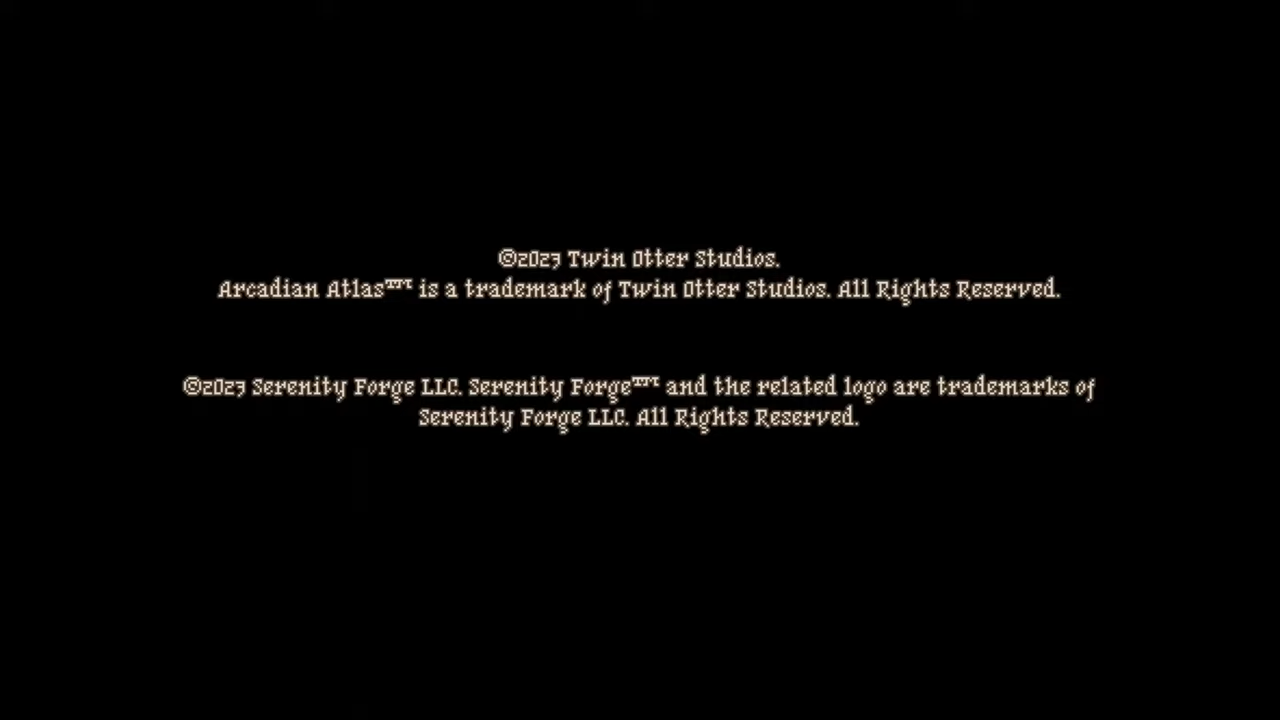 ©2023 Twin Otter Studios.
Arcadian Atlas™ is a trademark of Twin Otter Studios. All Rights Reserved.
©2023 Serenity Forge LLC. Serenity Forge™ and the related logo are trademarks of
Serenity Forge LLC. All Rights Reserved.